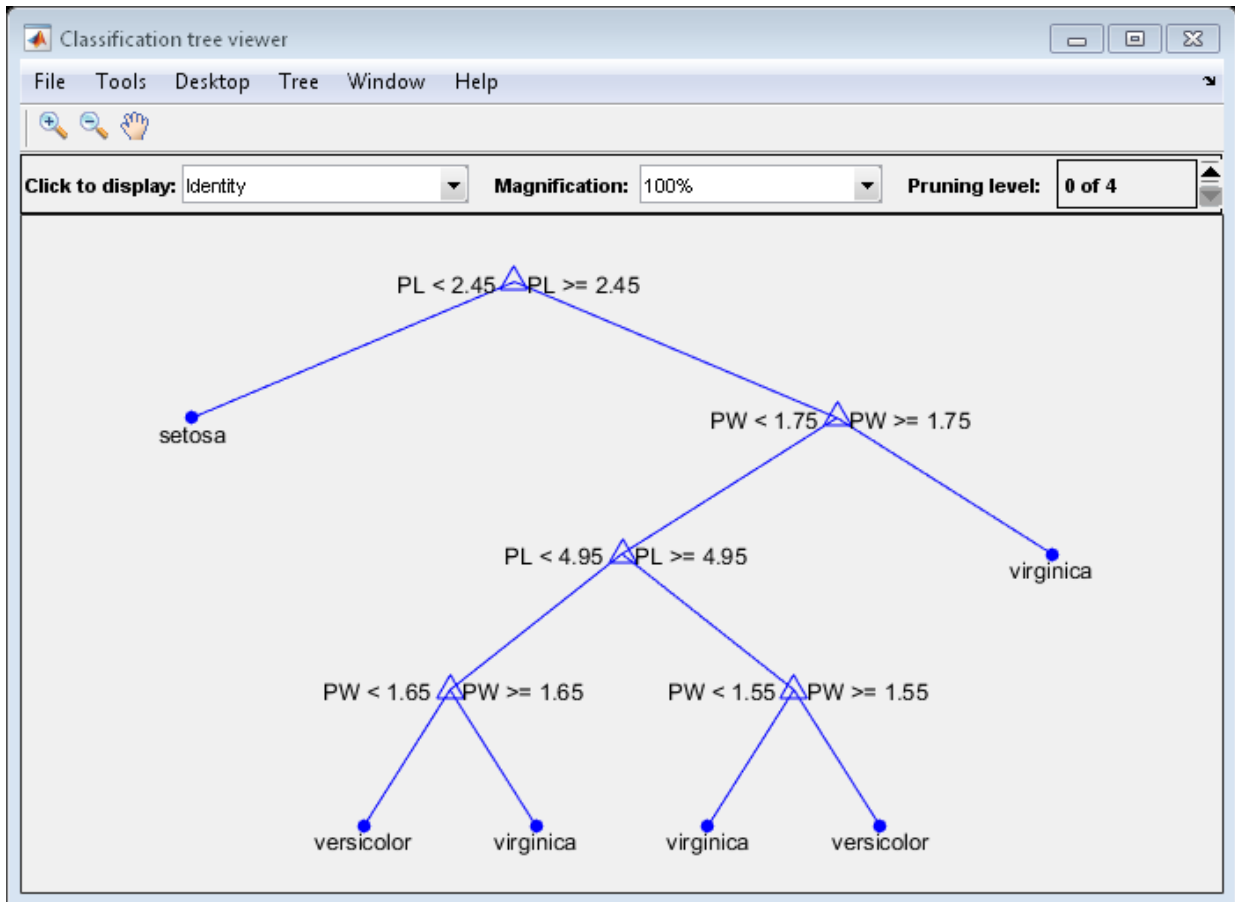 Classification tree viewer
File Tools Desktop Tree Window Help
Click to display: Identity Magnification: 100% Pruning level: 0 of 4
PL < 2.45 PL >= 2.45
setosa
PW < 1.75 PW >= 1.75
PL < 4.95 PL >= 4.95
virginica
PW < 1.65 PW >= 1.65 PW < 1.55 PW >= 1.55
versicolor virginica virginica versicolor